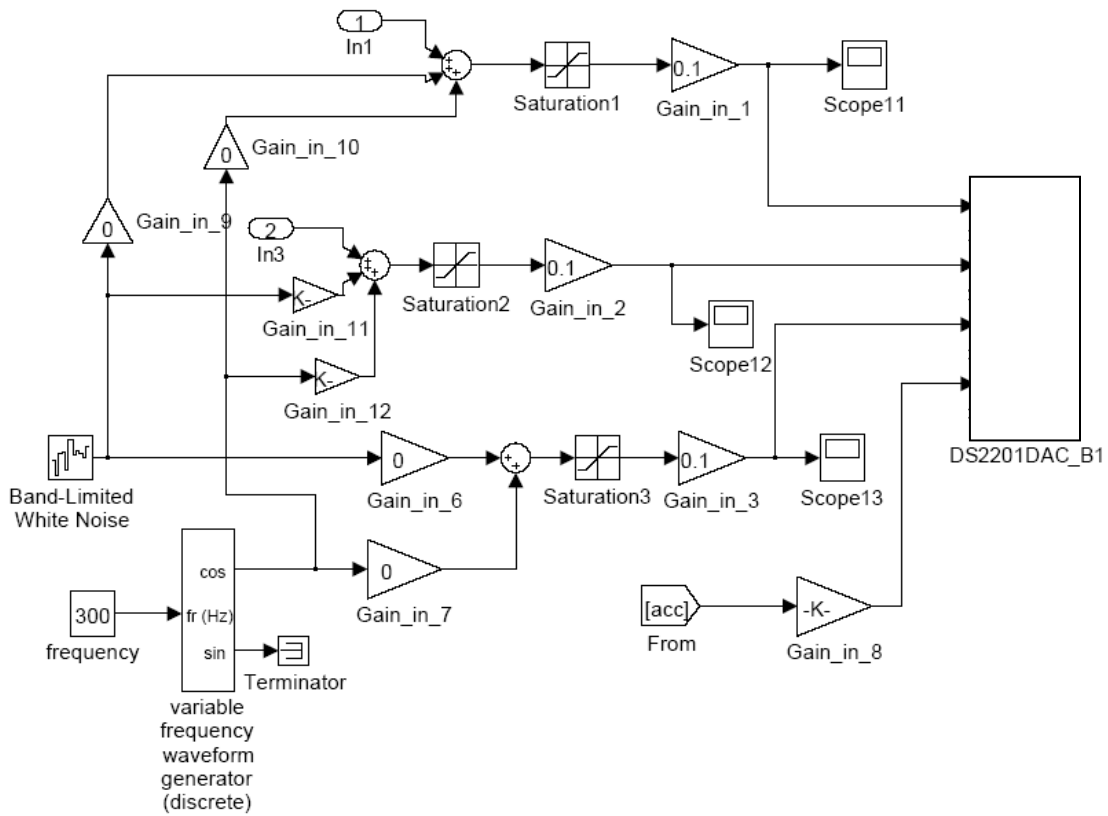 1
In1
+
+
+
Saturation1
0.1
Gain_in_1
Scope11
0
Gain_in_10
0
Gain_in_9
2
In3
+
+
+
Saturation2
0.1
Gain_in_2
K-
Gain_in_11
Scope12
K-
Gain_in_12
DS2201DAC_B1
Band-Limited
White Noise
0
Gain_in_6
+
+
Saturation3
0.1
Gain_in_3
Scope13
cos
fr (Hz)
sin
300
frequency
0
Gain_in_7
Terminator
variable
frequency
waveform
generator
(discrete)
[acc]
From
-K-
Gain_in_8